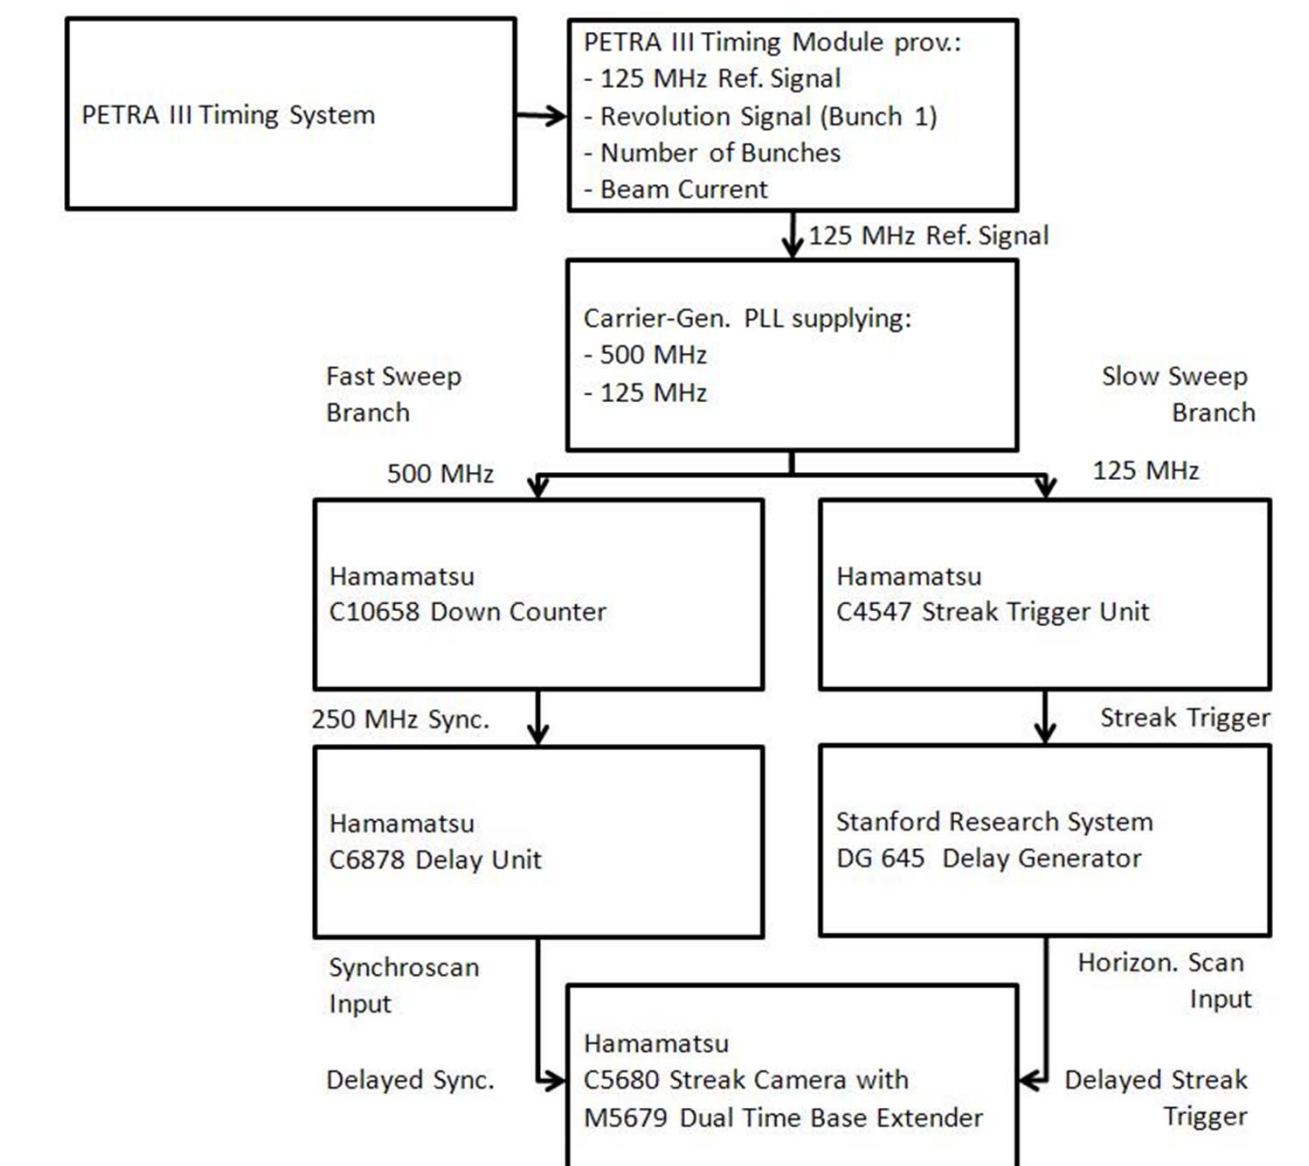 PETRA III Timing System
PETRA III Timing Module prov.:
- 125 MHz Ref. Signal
- Revolution Signal (Bunch 1)
- Number of Bunches
- Beam Current
125 MHz Ref. Signal
Carrier-Gen. PLL supplying:
- 500 MHz
- 125 MHz
Fast Sweep
Branch
Slow Sweep
Branch
500 MHz
125 MHz
Hamamatsu
C10658 Down Counter
Hamamatsu
C4547 Streak Trigger Unit
250 MHz Sync.
Streak Trigger
Hamamatsu
C6878 Delay Unit
Stanford Research System
DG 645 Delay Generator
Synchroscan
Input
Horizon. Scan
Input
Delayed Sync.
Hamamatsu
C5680 Streak Camera with
M5679 Dual Time Base Extender
Delayed Streak
Trigger